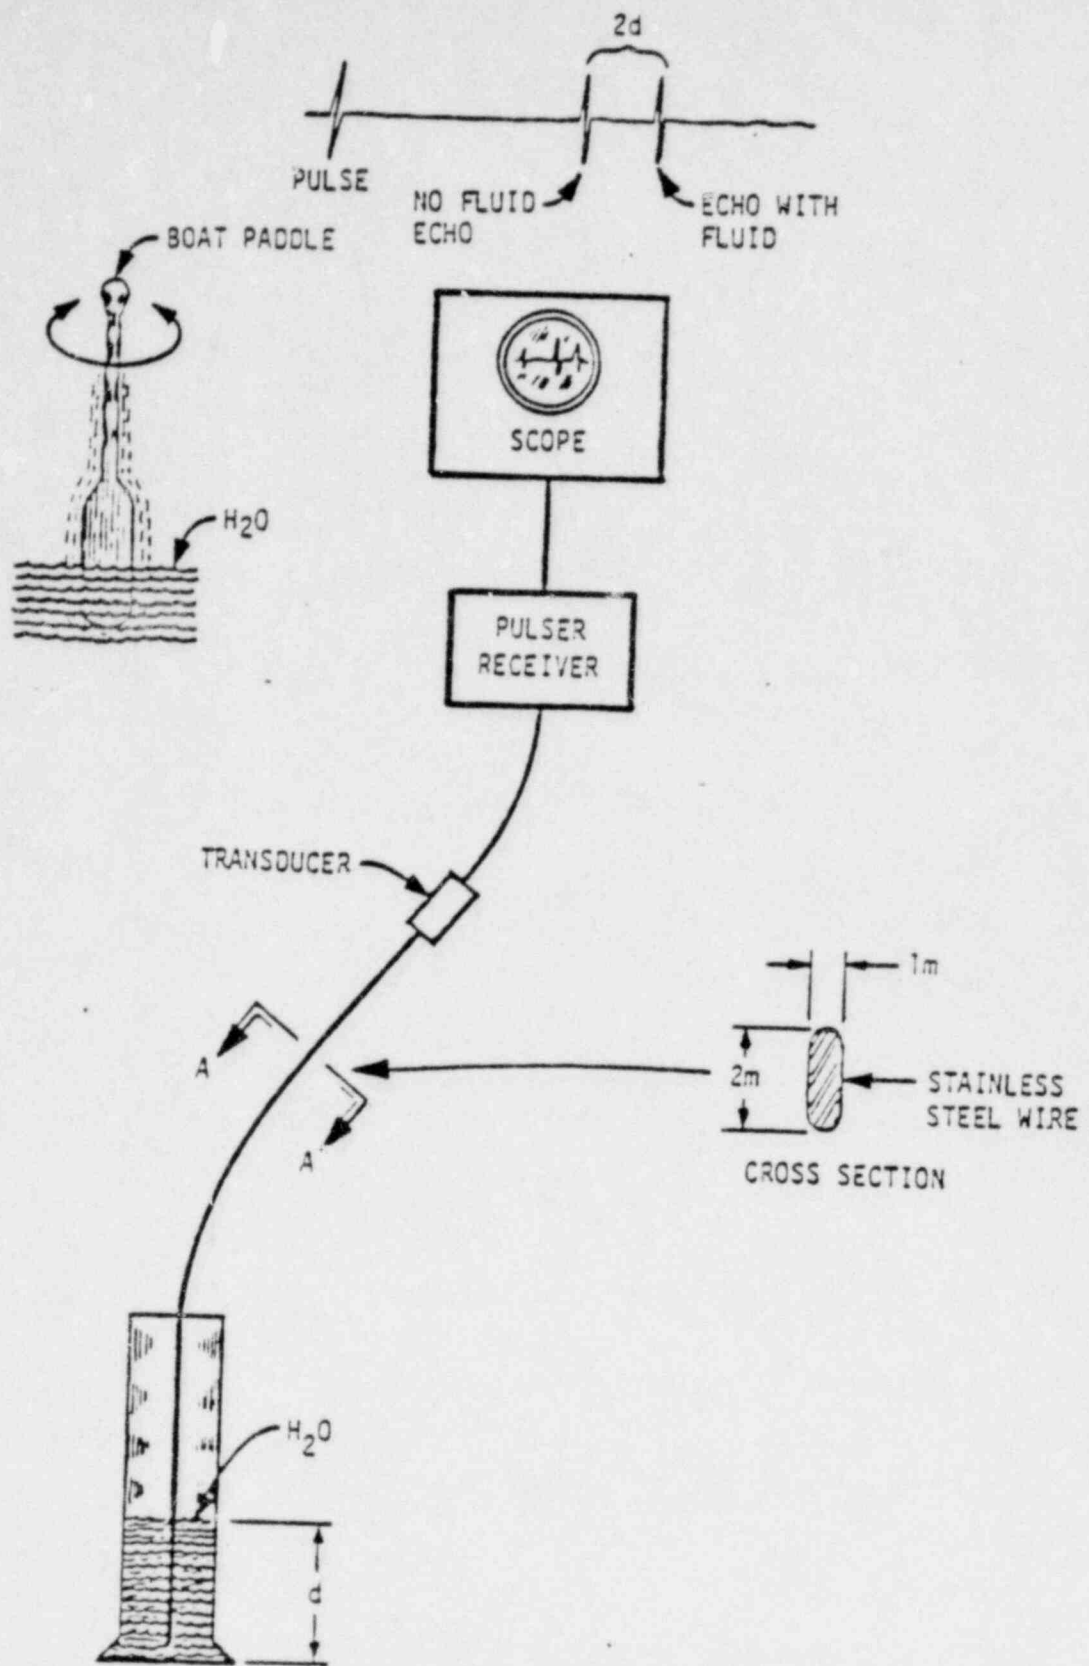 2d
PULSE
NO FLUID
ECHO
ECHO WITH
FLUID
BOAT PADDLE
SCOPE
H2O
PULSER
RECEIVER
TRANSDUCER
1m
A
2m
STAINLESS
STEEL WIRE
A
CROSS SECTION
H2O
d